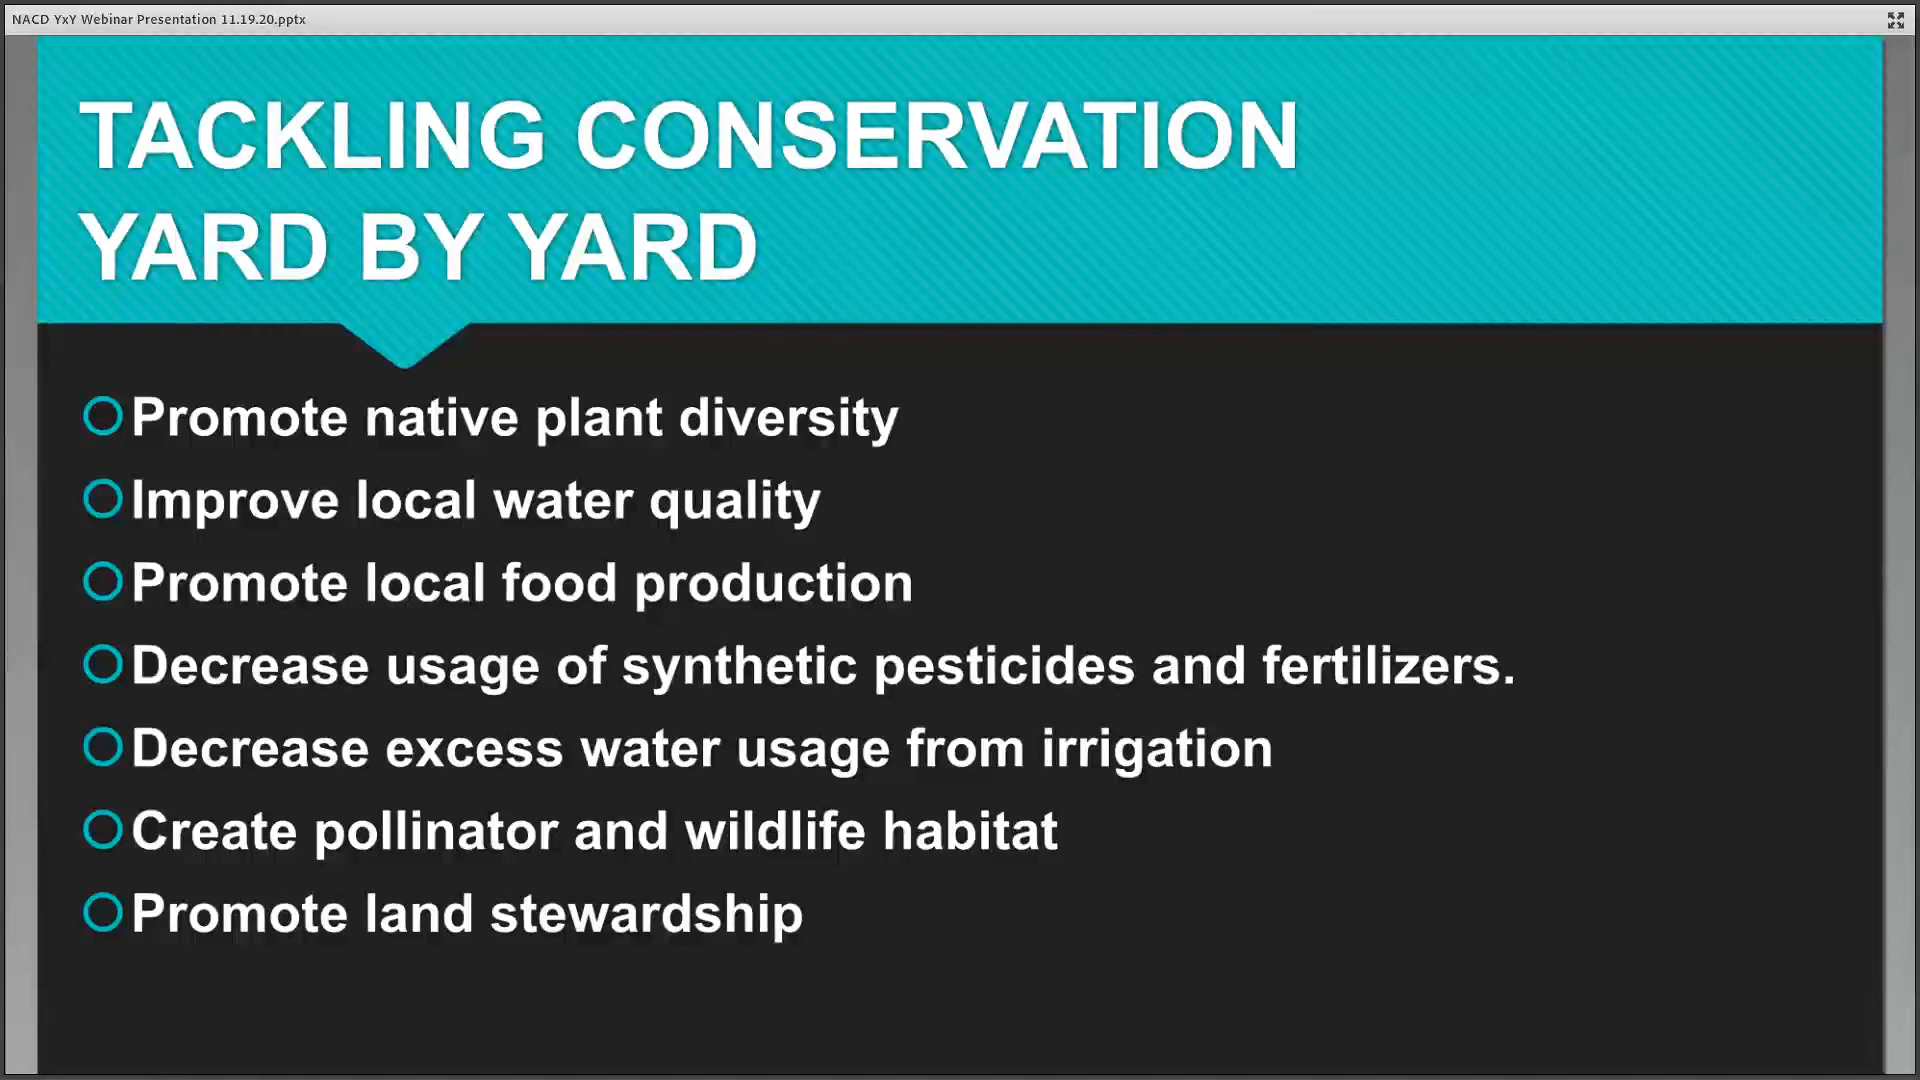 NACD YxY Webinar Presentation 11.19.20.pptx
TACKLING CONSERVATION
YARD BY YARD
Promote native plant diversity
Improve local water quality
Promote local food production
Decrease usage of synthetic pesticides and fertilizers.
Decrease excess water usage from irrigation
Create pollinator and wildlife habitat
Promote land stewardship